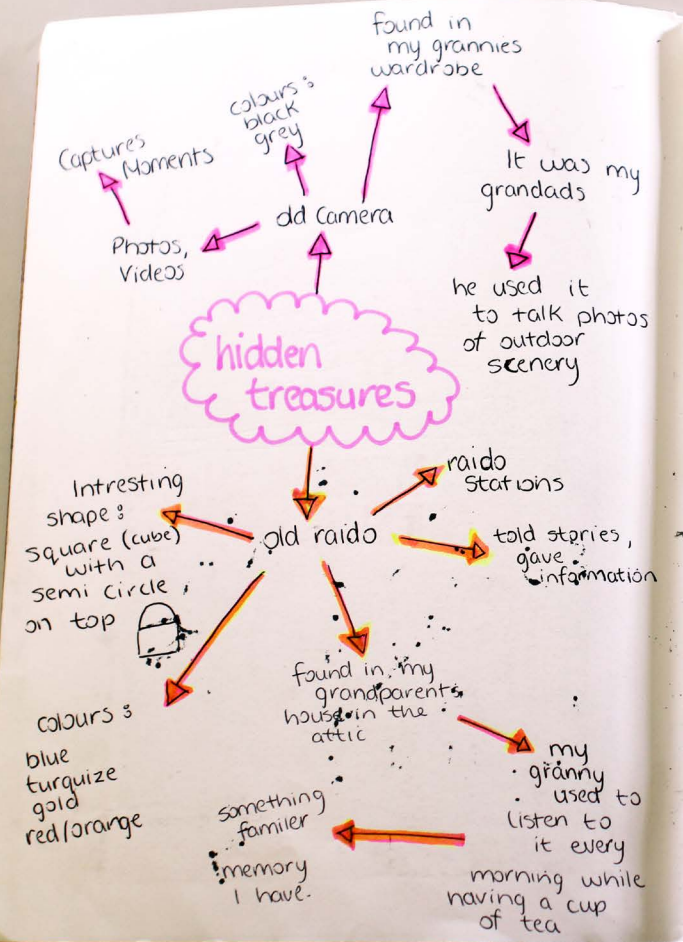 found in
my grannies
wardrobe
colours :
black
grey
Captures
Moments
It was my
grandads
old Camera
Photos,
Videos
he used it
to talk photos
of outdoor
scenery
hidden
treasures
raido
stations
Intresting
shape :
square (cube)
with a
semi circle
on top
old raido
told stories,
gave
information
found in my
grandparents
house in the
attic
colours :
blue
turquize
gold
red/orange
my
granny
used to
listen to
it every
morning while
having a cup
of tea
something
familer
memory
I have.